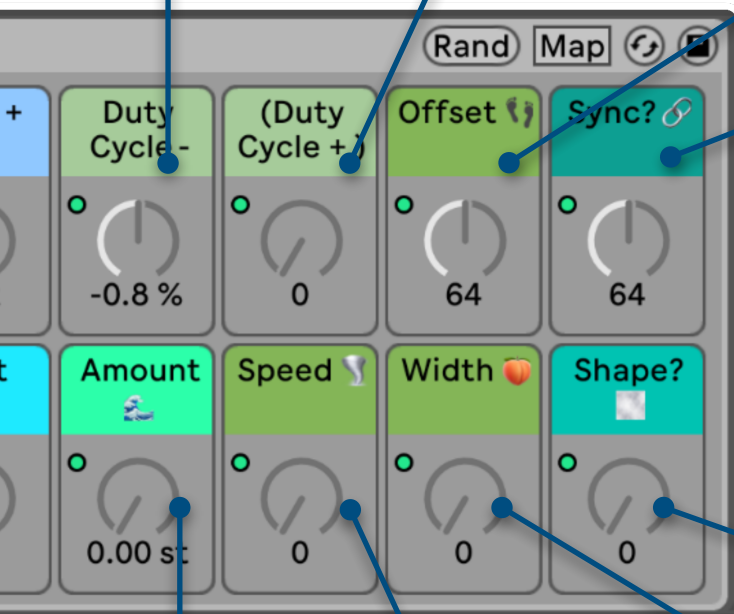 Rand Map
+ Duty (Duty Offset 👣 Sync? 🔗
Cycle - Cycle + )
-0.8 % 0 64 64
t Amount Speed 🌪 Width 🍑 Shape?
🌊
0.00 st 0 0 0